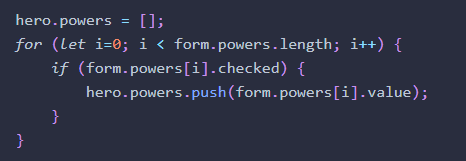 hero.powers = [];
for (let i=0; i < form.powers.length; i++) {
    if (form.powers[i].checked) {
        hero.powers.push(form.powers[i].value);
    }
}